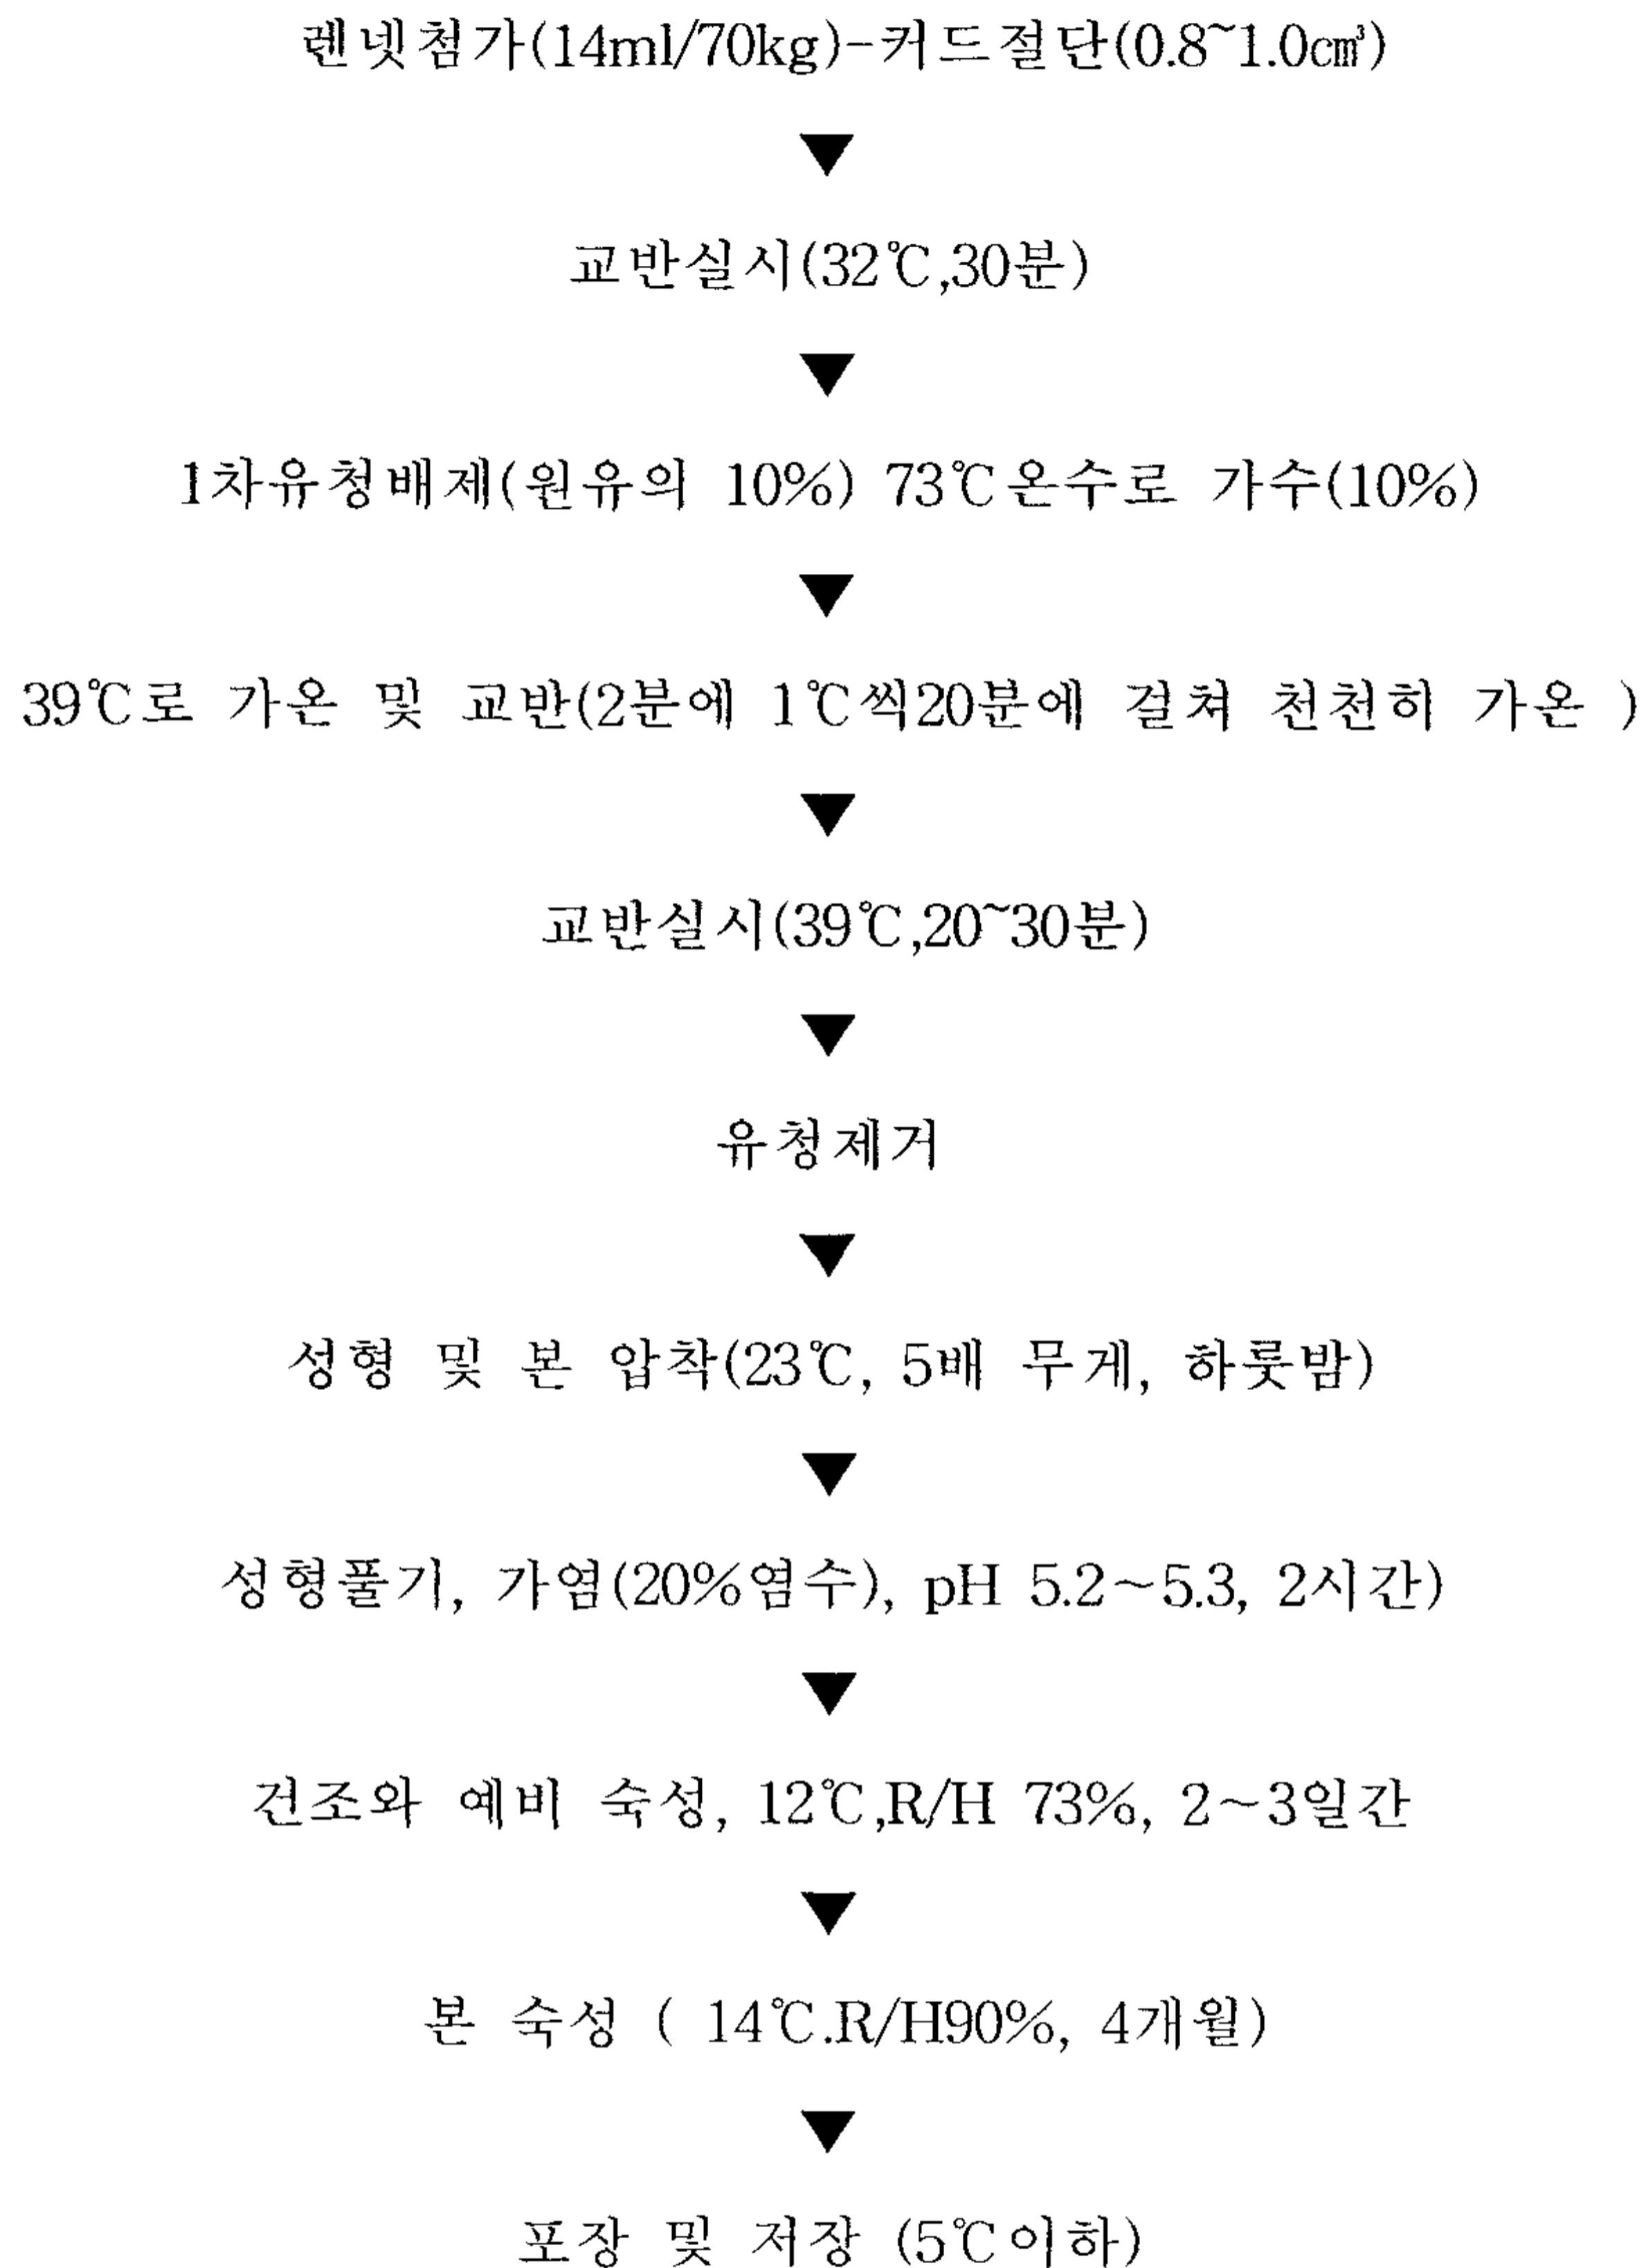 렌넷첨가(14ml/70kg)-커드절단(0.8~1.0㎤)
▼
교반실시(32℃,30분)
▼
1차유청배제(원유의 10%) 73℃온수로 가수(10%)
▼
39℃로 가온 및 교반(2분에 1℃씩20분에 걸쳐 천천히 가온 )
▼
교반실시(39℃,20~30분)
▼
유청제거
▼
성형 및 본 압착(23℃, 5배 무게, 하룻밤)
▼
성형풀기, 가염(20%염수), pH 5.2~5.3, 2시간)
▼
건조와 예비 숙성, 12℃,R/H 73%, 2~3일간
▼
본 숙성 ( 14℃.R/H90%, 4개월)
▼
포장 및 저장 (5℃이하)